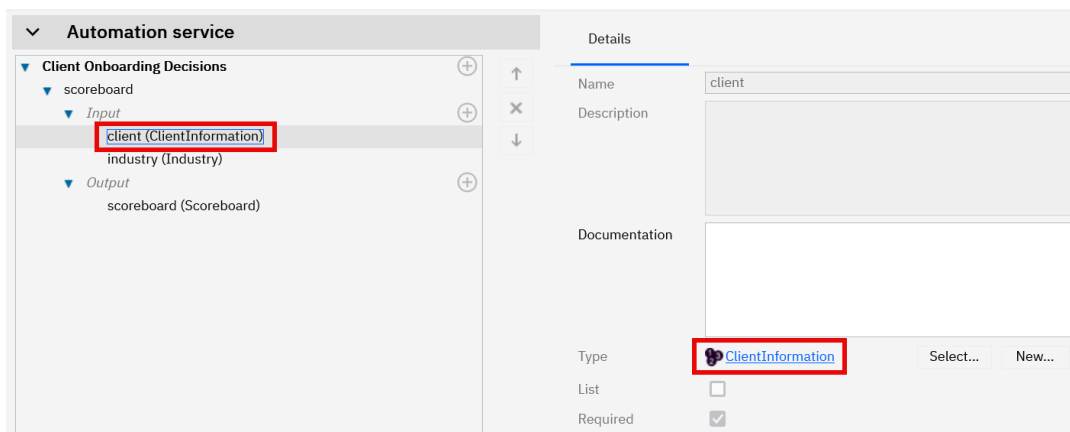 Automation service
Client Onboarding Decisions
scoreboard
Input
client (ClientInformation)
industry (Industry)
Output
scoreboard (Scoreboard)
Details
Name
client
Description
Documentation
Type
ClientInformation
Select...
New...
List
Required